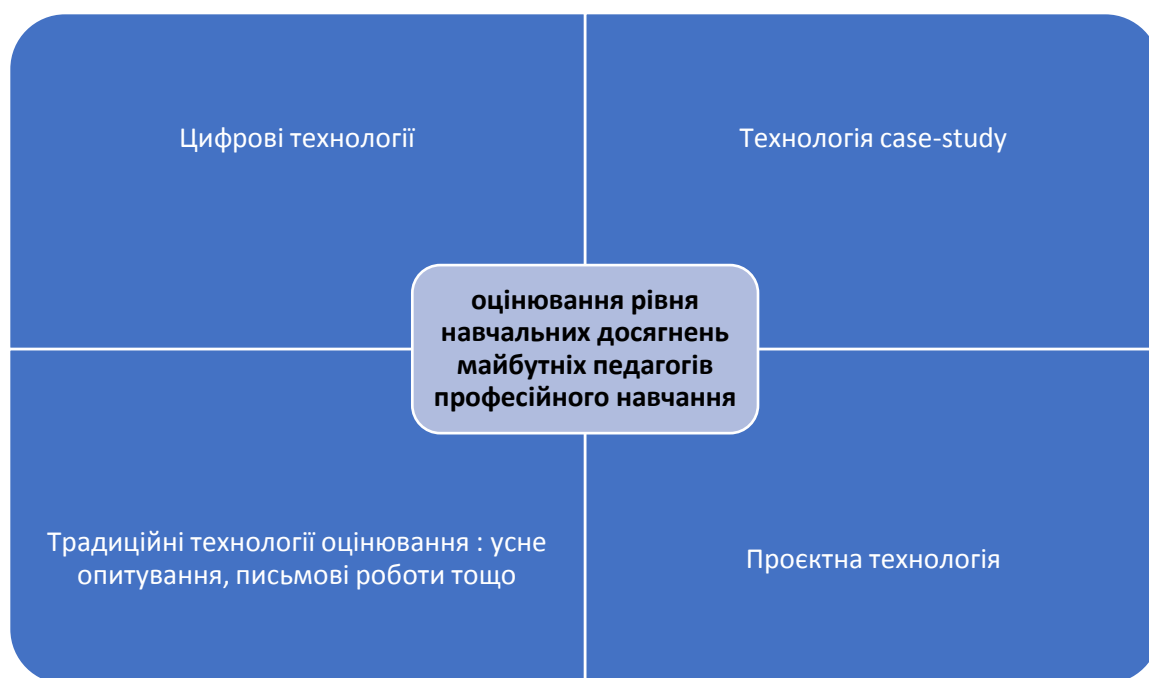 Цифрові технології
Технологія case-study
оцінювання рівня
навчальних досягнень
майбутніх педагогів
професійного навчання
Традиційні технології оцінювання : усне
опитування, письмові роботи тощо
Проєктна технологія